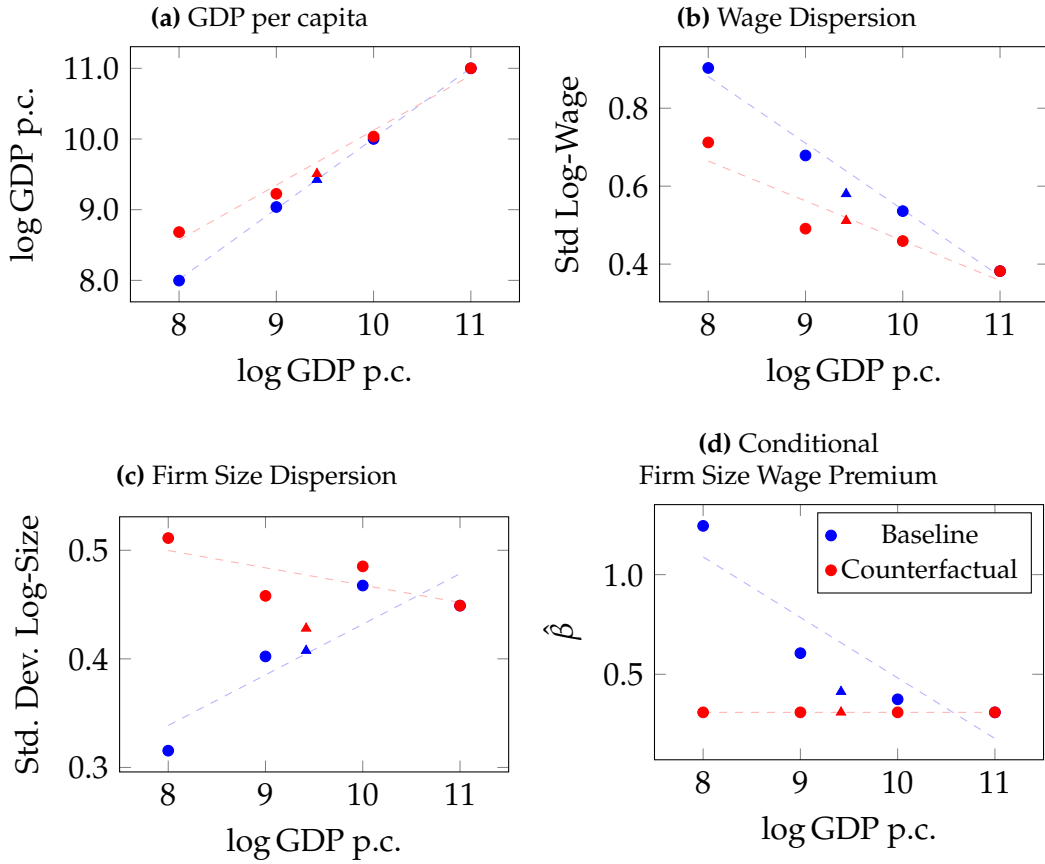 (a) GDP per capita
log GDP p.c.
11.0
10.0
9.0
8.0
8 9 10 11
log GDP p.c.
(b) Wage Dispersion
Std Log-Wage
0.8
0.6
0.4
8 9 10 11
log GDP p.c.
(c) Firm Size Dispersion
Std. Dev. Log-Size
0.5
0.4
0.3
8 9 10 11
log GDP p.c.
(d) Conditional
Firm Size Wage Premium
β̂
1.0
0.5
Baseline
Counterfactual
8 9 10 11
log GDP p.c.